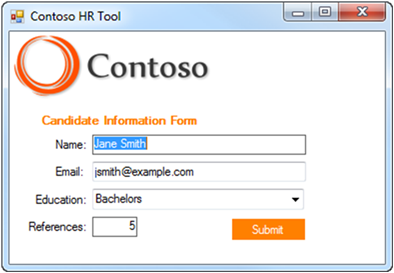 Contoso HR Tool
Contoso
Candidate Information Form
Name: Jane Smith
Email: jsmith@example.com
Education: Bachelors
References: 5
Submit